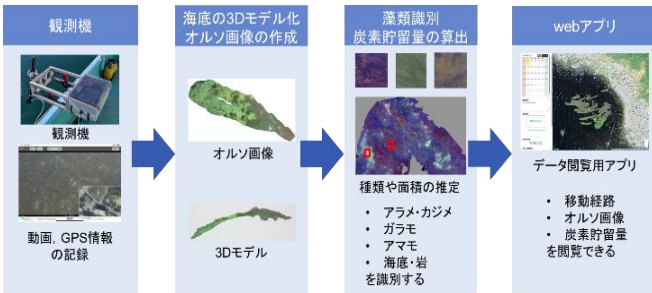 観測機
観測機
動画，GPS情報
の記録
海底の3Dモデル化
オルソ画像の作成
オルソ画像
3Dモデル
藻類識別
炭素貯留量の算出
種類や面積の推定
• アラメ・カジメ
• ガラモ
• アマモ
• 海底・岩
を識別する
webアプリ
データ閲覧用アプリ
• 移動経路
• オルソ画像
• 炭素貯留量
を閲覧できる